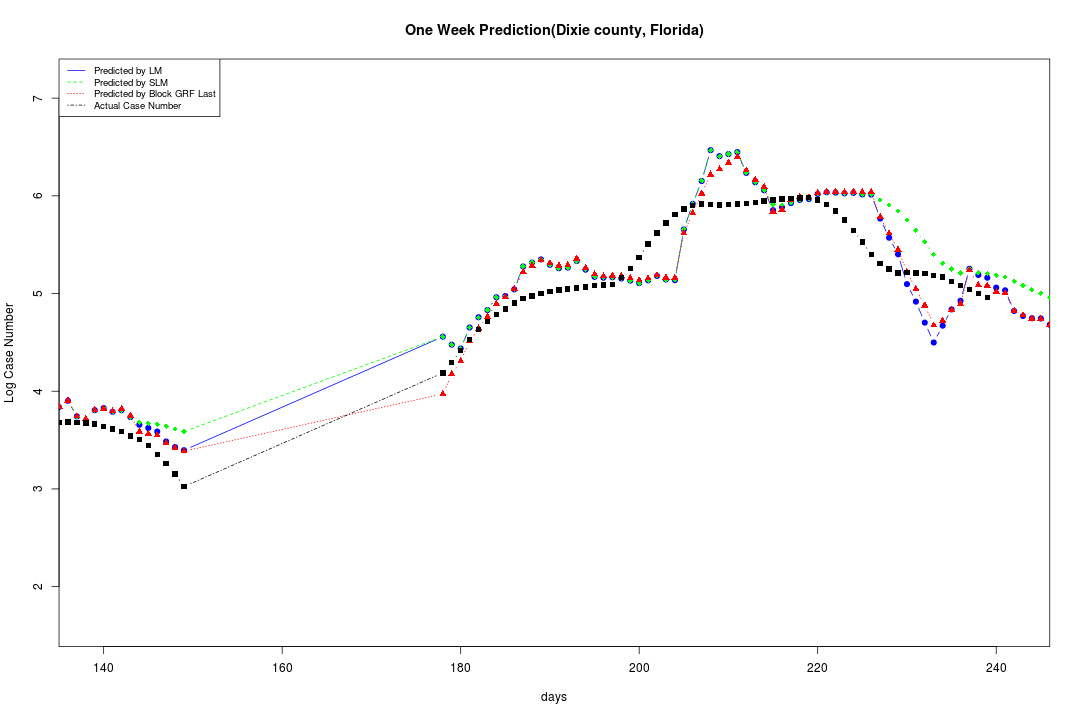 One Week Prediction(Dixie county, Florida)
Predicted by LM
Predicted by SLM
Predicted by Block GRF Last
Actual Case Number
7
6
5
4
3
2
Log Case Number
140 160 180 200 220 240
days